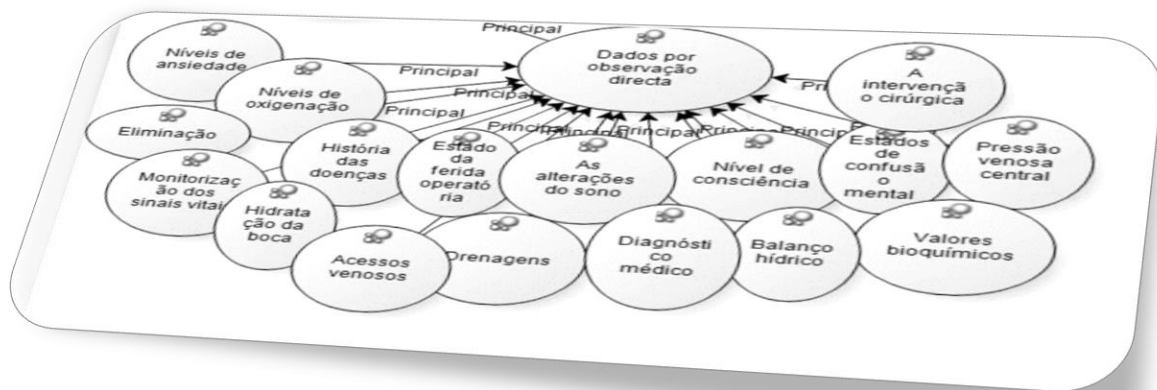 Principal
Níveis de
ansiedade
Dados por
observação
directa
A
intervençã
o cirúrgica
Principal
Níveis de
oxigenação
Principal
Principal
Eliminação
História
das
doenças
Estado
da
ferida
operató
ria
Principal
As
alterações
do sono
Principal
Nível de
consciência
Estados
de
confusã
o
mental
Pressão
venosa
central
Monitorizaç
ão dos
sinais vitais
Hidrata
ção da
boca
Acessos
venosos
Drenagens
Diagnósti
co
médico
Balanço
hídrico
Valores
bioquímicos